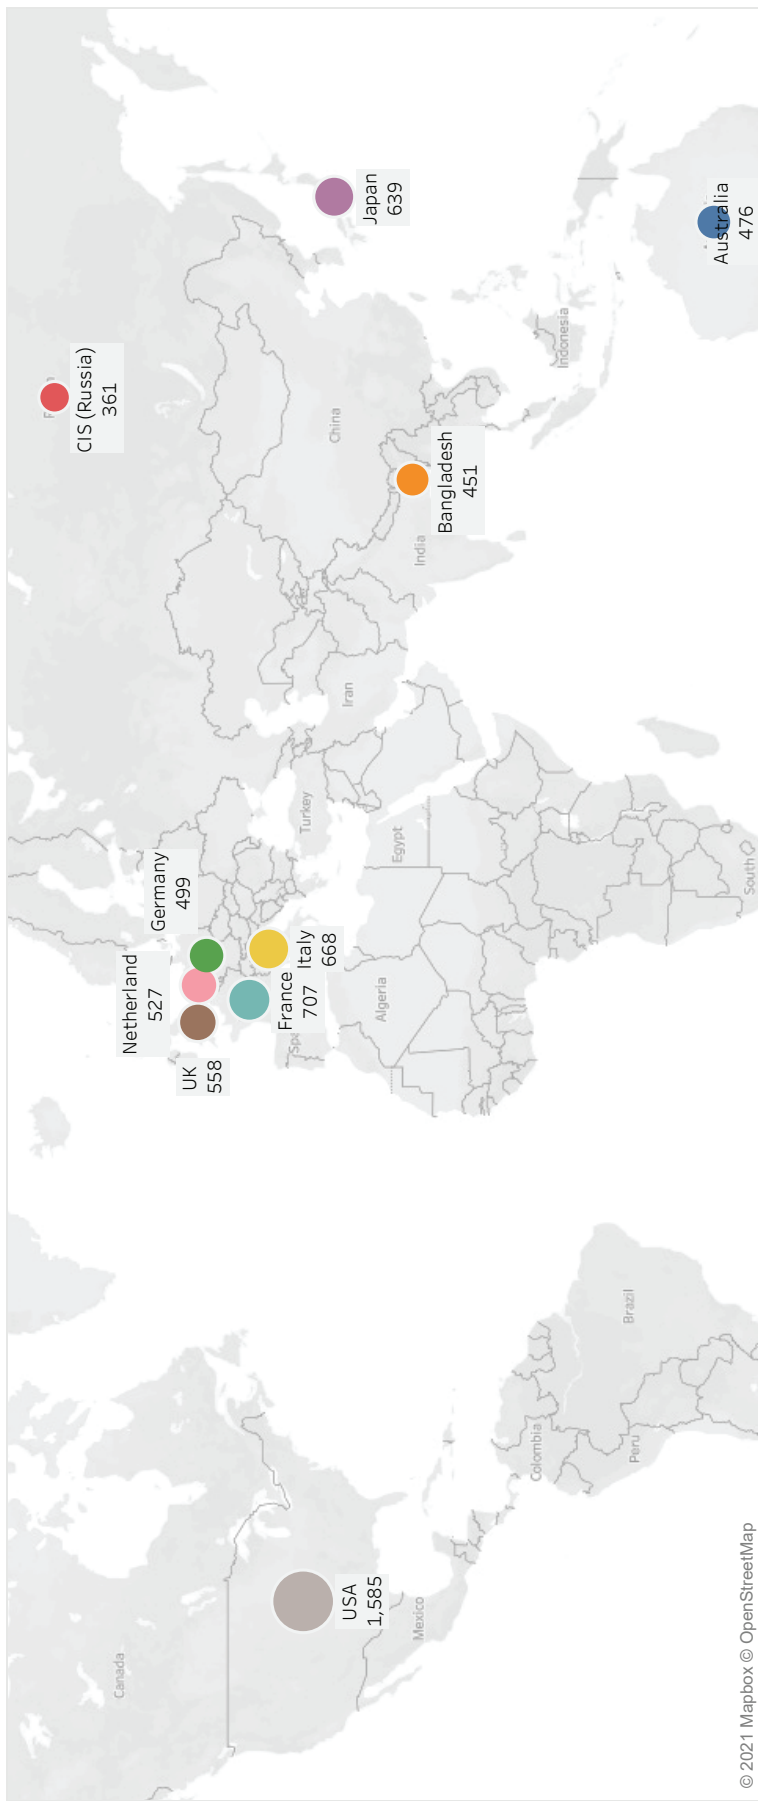 CIS (Russia)
361
Canada
Netherland
527
Germany
499
UK
558
France
707
Italy
668
USA
1,585
Turkey
Iran
China
Japan
639
Mexico
Algeria
Egypt
India
Bangladesh
451
Colombia
Indonesia
Peru
Brazil
South
Australia
476
© 2021 Mapbox © OpenStreetMap